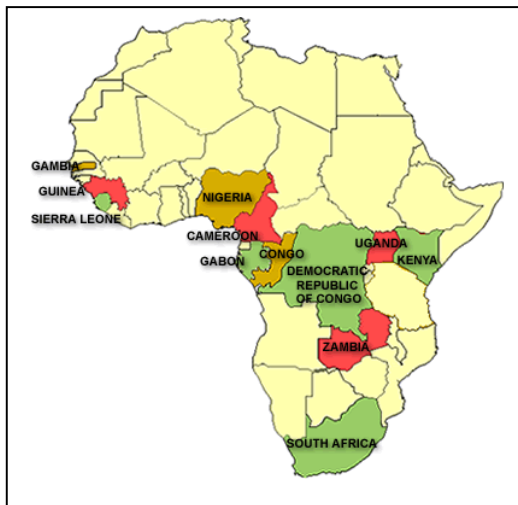 GAMBIA
GUINEA
NIGERIA
SIERRA LEONE
CAMEROON
UGANDA
GABON
CONGO
KENYA
DEMOCRATIC
REPUBLIC
OF CONGO
ZAMBIA
SOUTH AFRICA